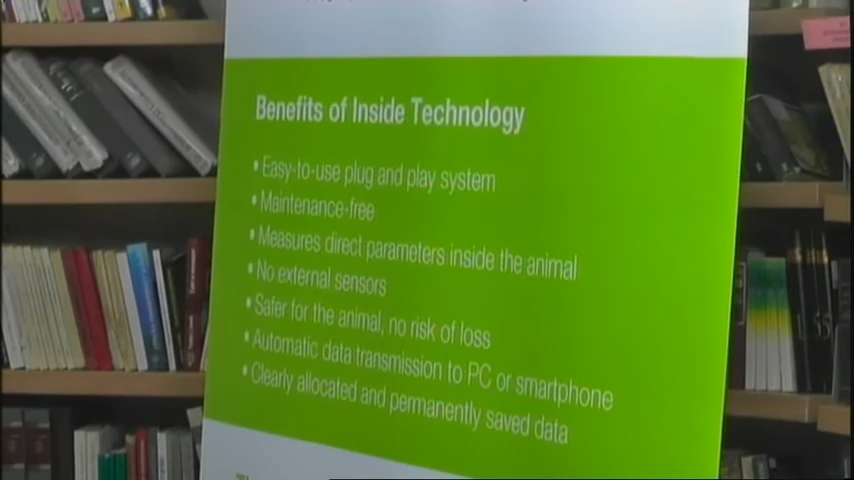 Benefits of Inside Technology
• Easy-to-use plug and play system
• Maintenance-free
• Measures direct parameters inside the animal
• No external sensors
• Safer for the animal, no risk of loss
• Automatic data transmission to PC or smartphone
• Clearly allocated and permanently saved data